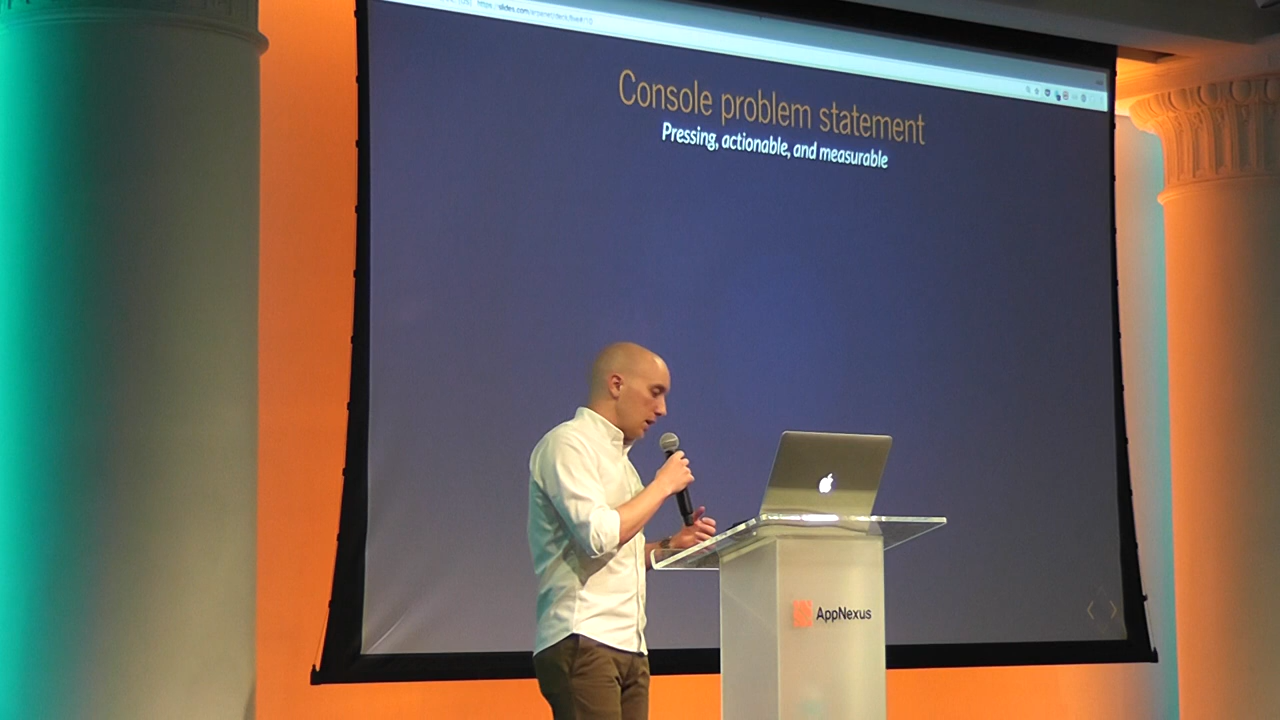 Console problem statement
Pressing, actionable, and measurable
AppNexus